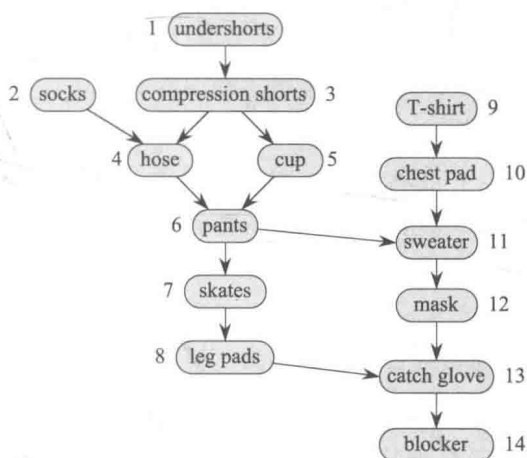 1 undershorts
2 socks
compression shorts 3
T-shirt 9
4 hose
cup 5
chest pad 10
6 pants
sweater 11
7 skates
mask 12
8 leg pads
catch glove 13
blocker 14